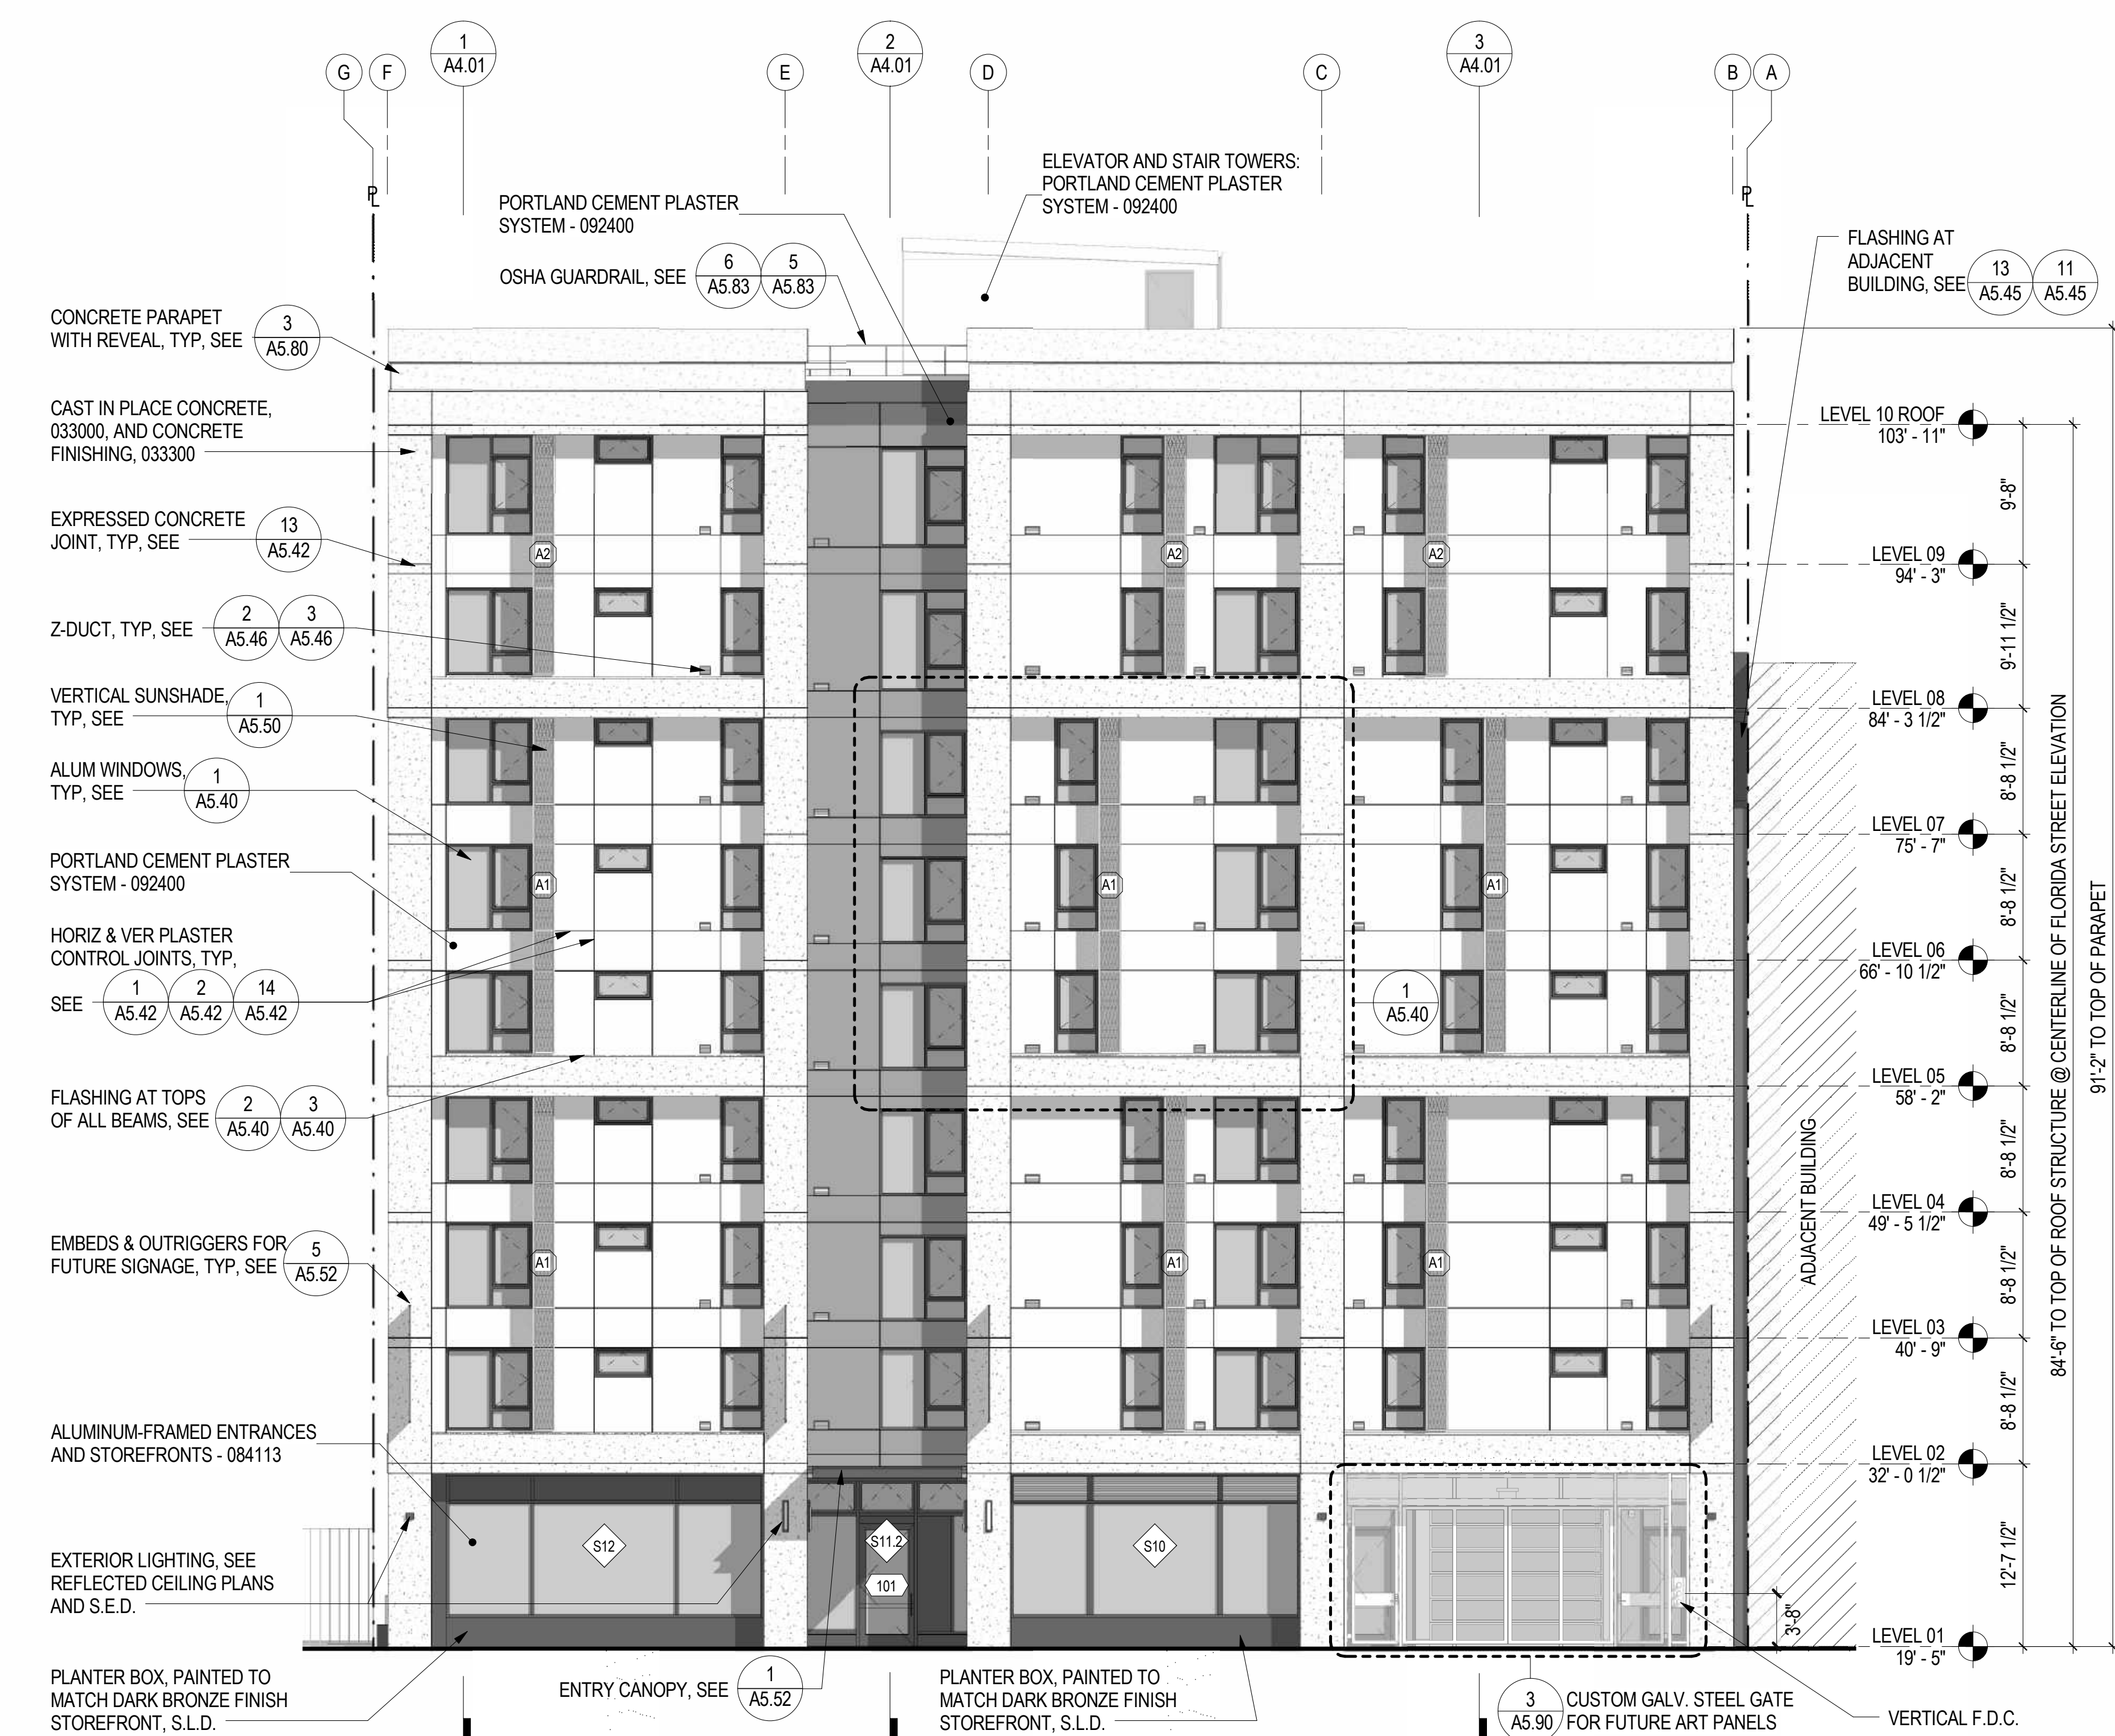 G
F
1
A4.01
E
2
A4.01
D
C
3
A4.01
B
A
PL
PL
PORTLAND CEMENT PLASTER
SYSTEM - 092400
ELEVATOR AND STAIR TOWERS:
PORTLAND CEMENT PLASTER
SYSTEM - 092400
OSHA GUARDRAIL, SEE
6
A5.83
5
A5.83
FLASHING AT
ADJACENT
BUILDING, SEE
13
A5.45
11
A5.45
CONCRETE PARAPET
WITH REVEAL, TYP, SEE
3
A5.80
CAST IN PLACE CONCRETE,
033000, AND CONCRETE
FINISHING, 033300
EXPRESSED CONCRETE
JOINT, TYP, SEE
13
A5.42
Z-DUCT, TYP, SEE
2
A5.46
3
A5.46
VERTICAL SUNSHADE,
TYP, SEE
1
A5.50
ALUM WINDOWS,
TYP, SEE
1
A5.40
PORTLAND CEMENT PLASTER
SYSTEM - 092400
HORIZ & VER PLASTER
CONTROL JOINTS, TYP,
SEE
1
A5.42
2
A5.42
14
A5.42
FLASHING AT TOPS
OF ALL BEAMS, SEE
2
A5.40
3
A5.40
EMBEDS & OUTRIGGERS FOR
FUTURE SIGNAGE, TYP, SEE
5
A5.52
ALUMINUM-FRAMED ENTRANCES
AND STOREFRONTS - 084113
EXTERIOR LIGHTING, SEE
REFLECTED CEILING PLANS
AND S.E.D.
PLANTER BOX, PAINTED TO
MATCH DARK BRONZE FINISH
STOREFRONT, S.L.D.
ENTRY CANOPY, SEE
1
A5.52
PLANTER BOX, PAINTED TO
MATCH DARK BRONZE FINISH
STOREFRONT, S.L.D.
3
A5.90
CUSTOM GALV. STEEL GATE
FOR FUTURE ART PANELS
VERTICAL F.D.C.
A2
A2
A2
A1
A1
A1
1
A5.40
A1
A1
A1
S12
S11.2
101
S10
ADJACENT BUILDING
3'-8"
LEVEL 10 ROOF
103' - 11"
9'-8"
LEVEL 09
94' - 3"
9'-11 1/2"
LEVEL 08
84' - 3 1/2"
8'-8 1/2"
LEVEL 07
75' - 7"
8'-8 1/2"
LEVEL 06
66' - 10 1/2"
8'-8 1/2"
LEVEL 05
58' - 2"
8'-8 1/2"
LEVEL 04
49' - 5 1/2"
8'-8 1/2"
LEVEL 03
40' - 9"
8'-8 1/2"
LEVEL 02
32' - 0 1/2"
12'-7 1/2"
LEVEL 01
19' - 5"
84'-6" TO TOP OF ROOF STRUCTURE @ CENTERLINE OF FLORIDA STREET ELEVATION
91'-2" TO TOP OF PARAPET